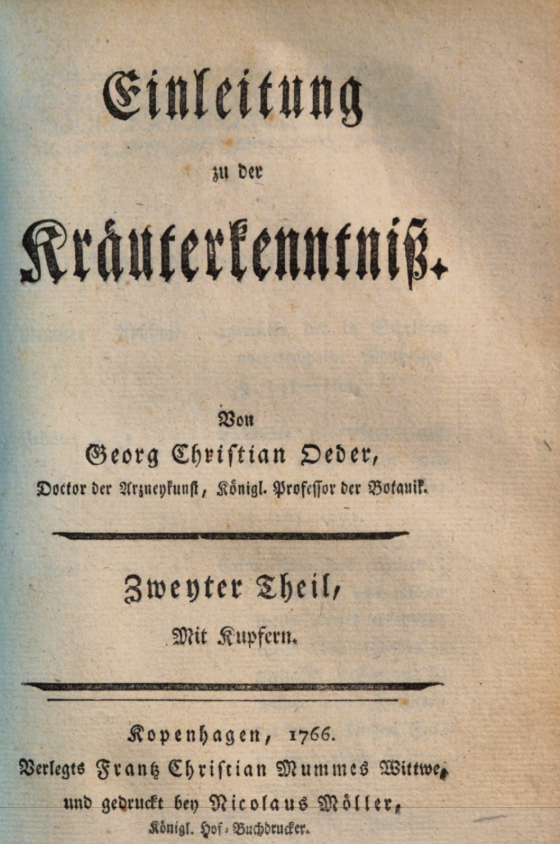 Einleitung
zu der
Kräuterkenntniß.
Von
Georg Christian Oeder,
Doctor der Arzneykunst, Königl. Professor der Botanik.
Zweyter Theil,
Mit Kupfern.
Kopenhagen, 1766.
Verlegts Frantz Christian Mummes Wittwe,
und gedruckt bey Nicolaus Möller,
Königl. Hof-Buchdrucker.